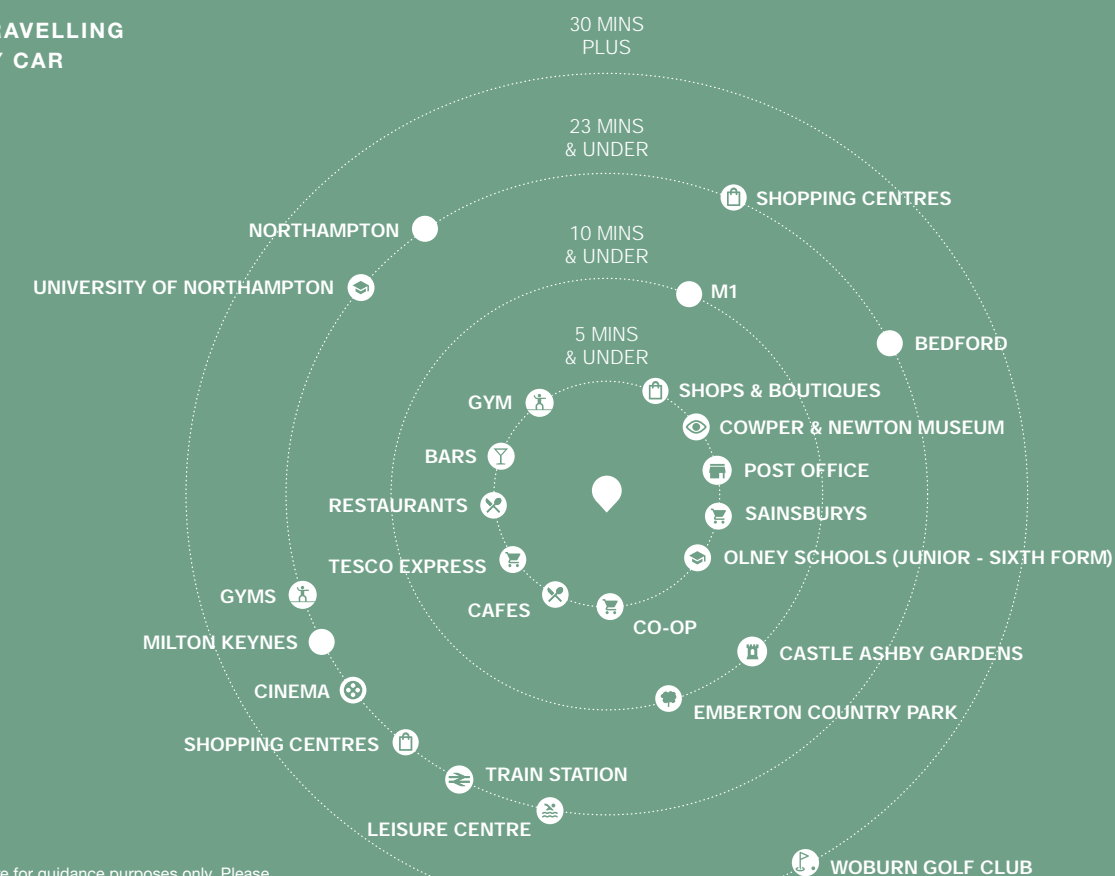 RAVELLING
CAR
30 MINS
PLUS
23 MINS
& UNDER
SHOPPING CENTRES
NORTHAMPTON
10 MINS
& UNDER
UNIVERSITY OF NORTHAMPTON
M1
5 MINS
& UNDER
BEDFORD
SHOPS & BOUTIQUES
GYM
COWPER & NEWTON MUSEUM
BARS
POST OFFICE
RESTAURANTS
SAINSBURYS
OLNEY SCHOOLS (JUNIOR - SIXTH FORM)
TESCO EXPRESS
GYMS
CAFES
CO-OP
MILTON KEYNES
CASTLE ASHBY GARDENS
CINEMA
EMBERTON COUNTRY PARK
SHOPPING CENTRES
TRAIN STATION
LEISURE CENTRE
WOBURN GOLF CLUB
for guidance purposes only. Please